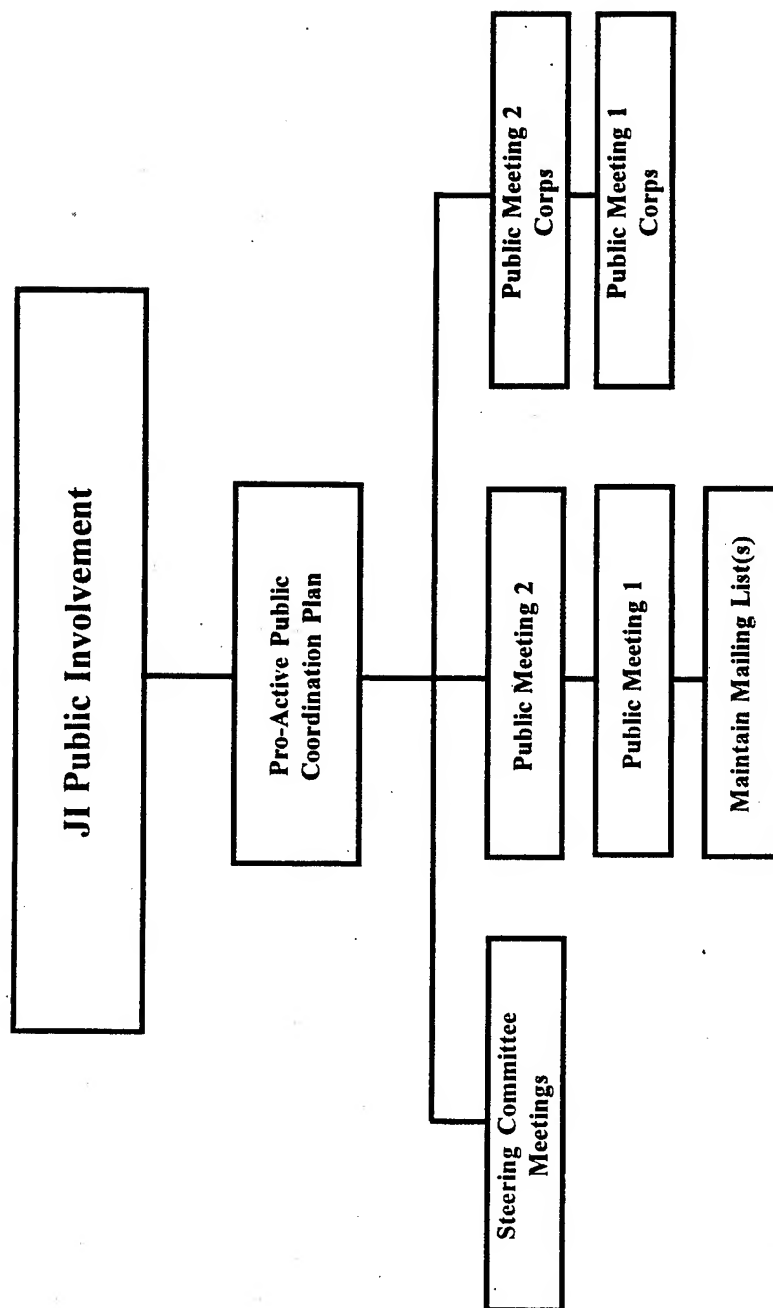 JI Public Involvement
Pro-Active Public
Coordination Plan
Steering Committee
Meetings
Public Meeting 2
Public Meeting 1
Maintain Mailing List(s)
Public Meeting 2
Corps
Public Meeting 1
Corps